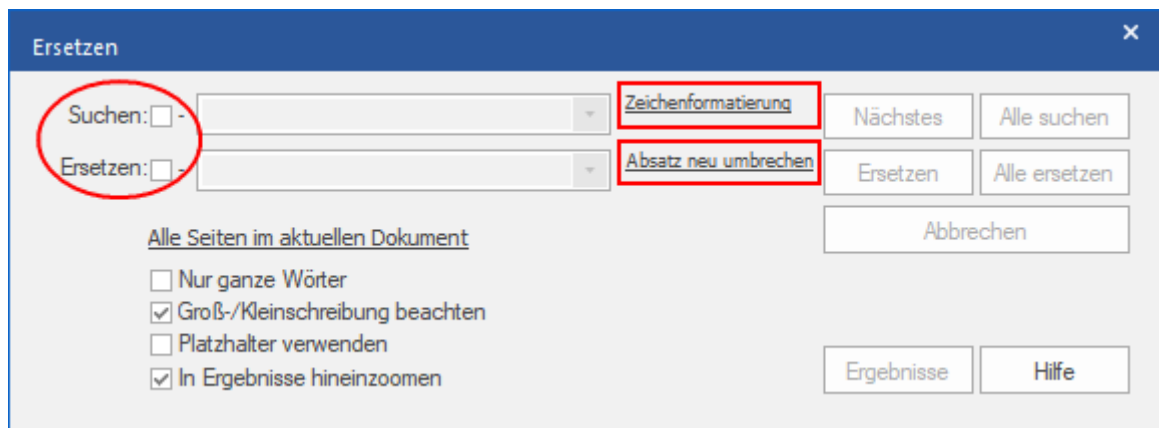 Ersetzen
Suchen: - Zeichenformatierung Nächstes Alle suchen
Ersetzen: - Absatz neu umbrechen Ersetzen Alle ersetzen
Abbrechen
Alle Seiten im aktuellen Dokument
Nur ganze Wörter
Groß-/Kleinschreibung beachten
Platzhalter verwenden
In Ergebnisse hineinzoomen
Ergebnisse Hilfe